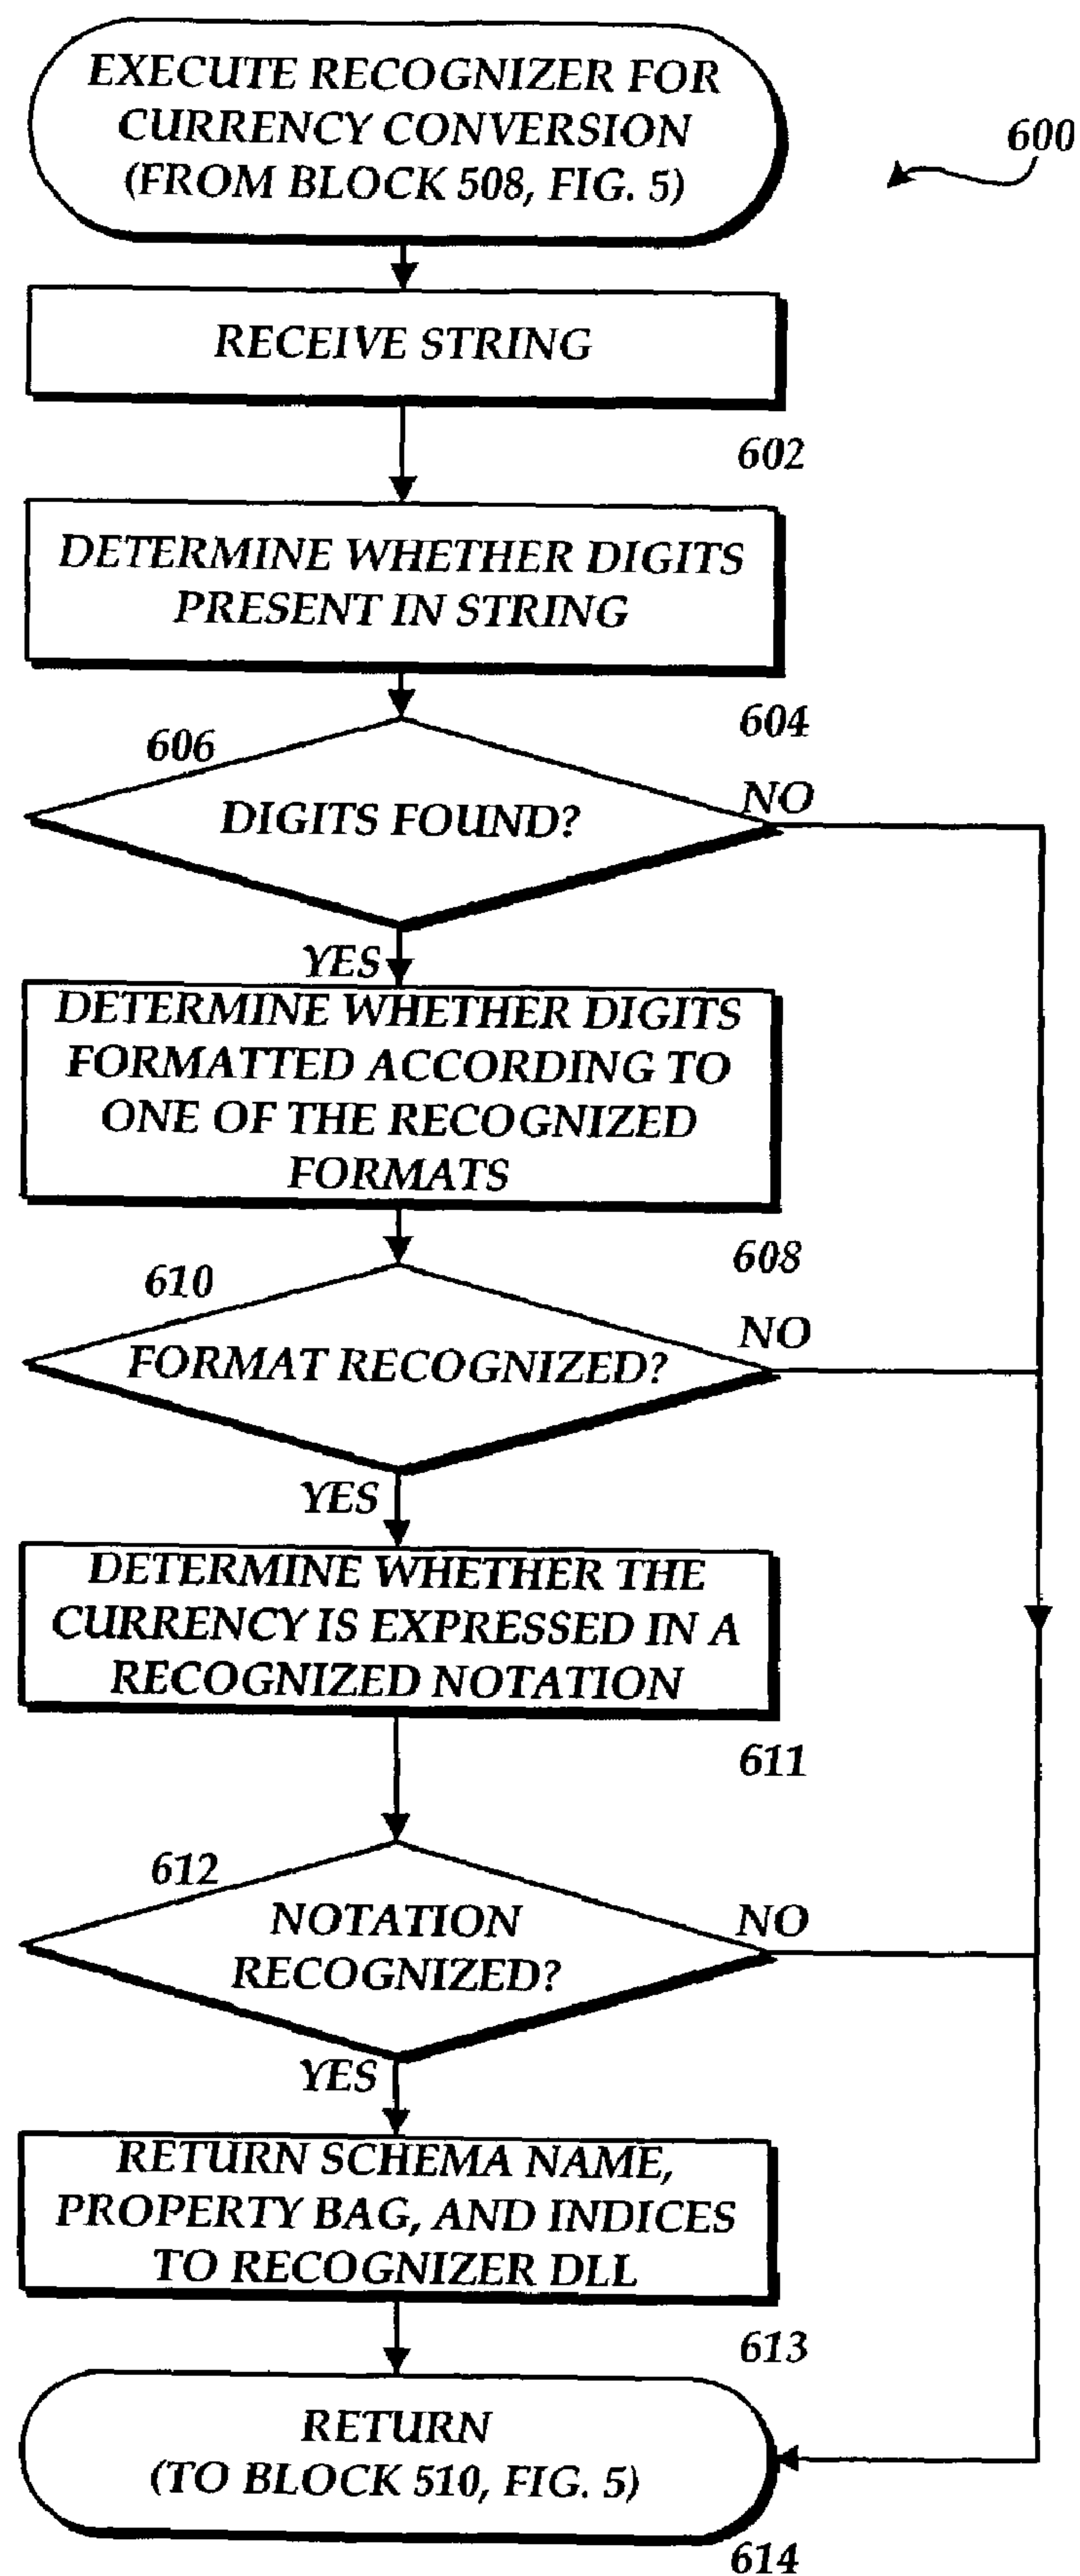 EXECUTE RECOGNIZER FOR
CURRENCY CONVERSION
(FROM BLOCK 508, FIG. 5)
600
RECEIVE STRING
602
DETERMINE WHETHER DIGITS
PRESENT IN STRING
604
606
DIGITS FOUND?
NO
YES
DETERMINE WHETHER DIGITS
FORMATTED ACCORDING TO
ONE OF THE RECOGNIZED
FORMATS
608
610
FORMAT RECOGNIZED?
NO
YES
DETERMINE WHETHER THE
CURRENCY IS EXPRESSED IN A
RECOGNIZED NOTATION
611
612
NOTATION
RECOGNIZED?
NO
YES
RETURN SCHEMA NAME,
PROPERTY BAG, AND INDICES
TO RECOGNIZER DLL
613
RETURN
(TO BLOCK 510, FIG. 5)
614